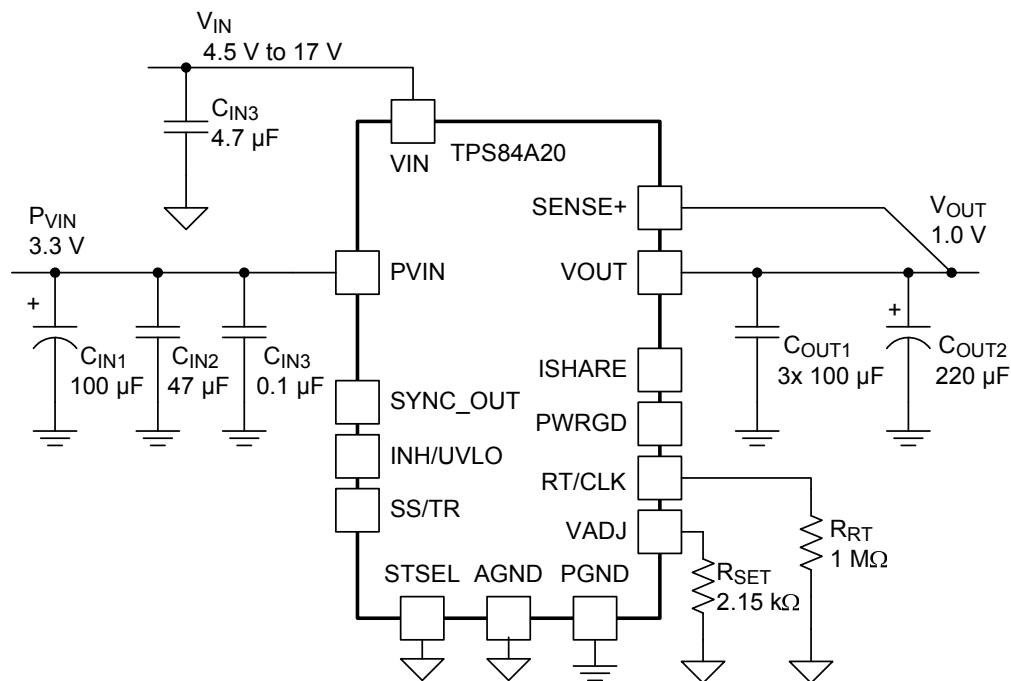 VIN
4.5 V to 17 V
CIN3
4.7 µF
VIN
TPS84A20
SENSE+
VOUT
1.0 V
PVIN
3.3 V
PVIN
VOUT
+
CIN1
100 µF
CIN2
47 µF
CIN3
0.1 µF
COUT1
3x 100 µF
+
COUT2
220 µF
ISHARE
SYNC_OUT
PWRGD
INH/UVLO
RT/CLK
SS/TR
VADJ
RRT
1 MΩ
RSET
2.15 kΩ
STSEL
AGND
PGND